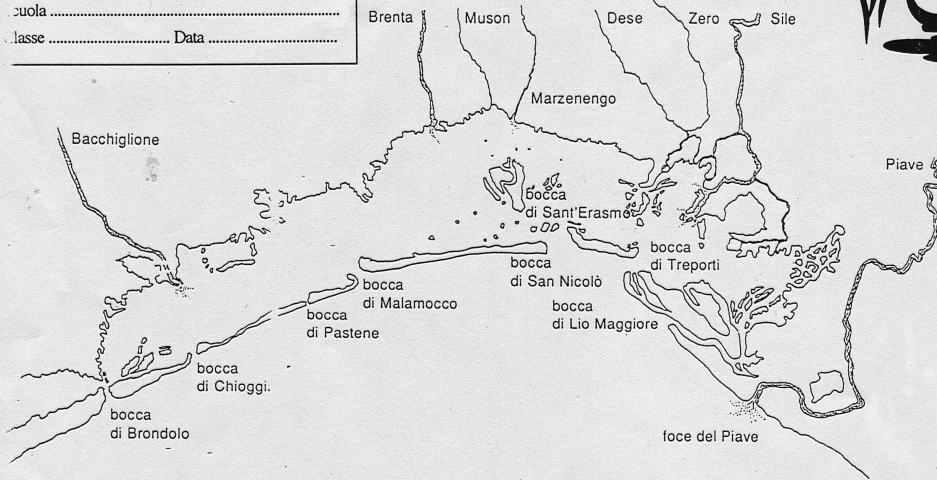 cuola ....................
lasse .................... Data ....................
Brenta
Muson
Dese
Zero
Sile
Marzenengo
Bacchiglione
Piave
bocca
di Sant'Erasmo
bocca
di Treporti
bocca
di San Nicolò
bocca
di Malamocco
bocca
di Lio Maggiore
bocca
di Pastene
bocca
di Chioggi.
bocca
di Brondolo
foce del Piave